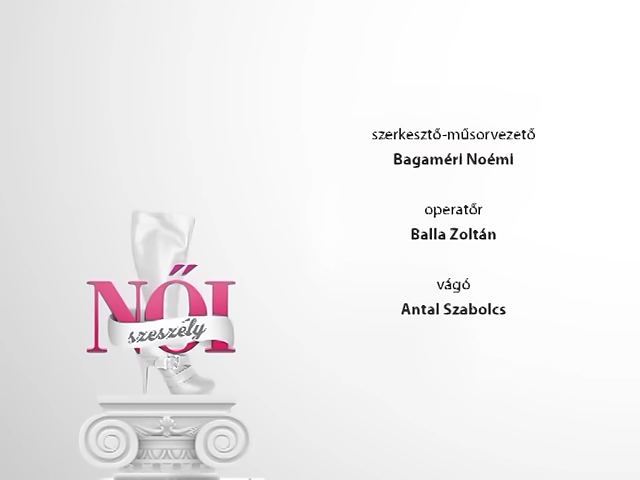 szerkesztő-műsorvezető
Bagaméri Noémi
operatőr
Balla Zoltán
vágó
Antal Szabolcs
NŐI
szeszély